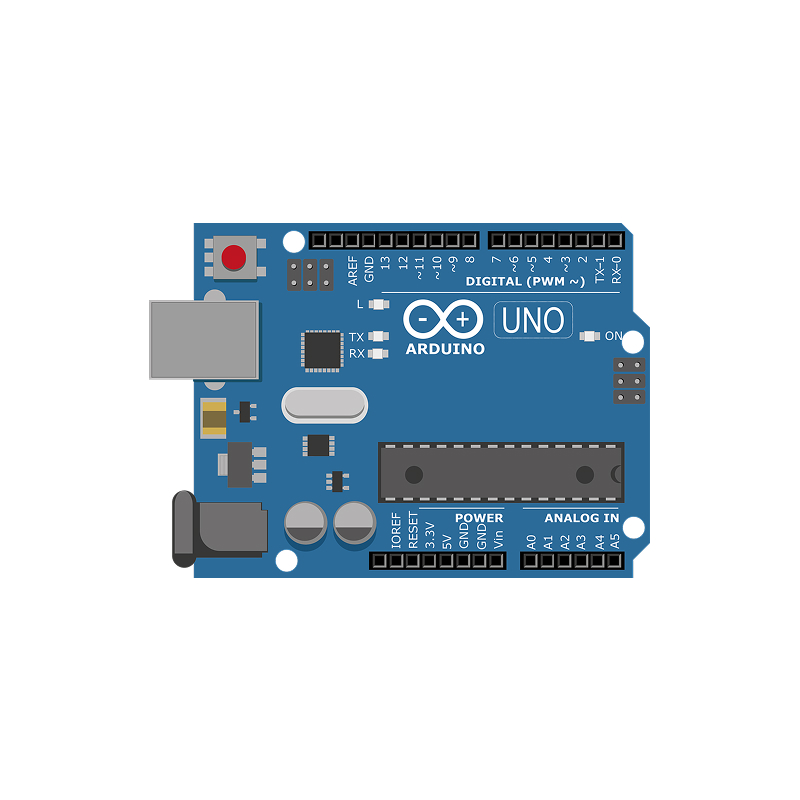 AREF
GND
13
12
~11
~10
~9
8
7
~6
~5
4
~3
2
TX-1
RX-0
DIGITAL (PWM ~)
L
TX
RX
ARDUINO
UNO
ON
POWER
ANALOG IN
IOREF
RESET
3.3V
5V
GND
GND
Vin
A0
A1
A2
A3
A4
A5